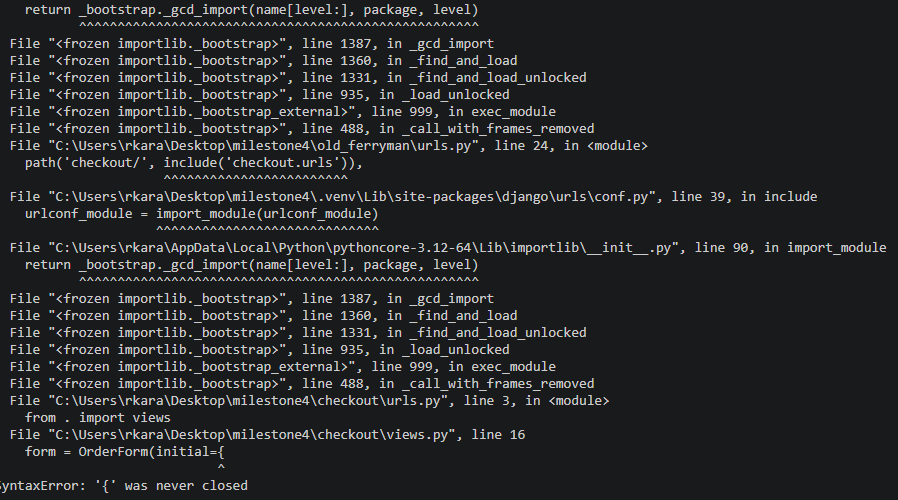 return _bootstrap._gcd_import(name[level:], package, level)
^^^^^^^^^^^^^^^^^^^^^^^^^^^^^^^^^^^^^^^^^^^^^^^^^^^^
File "<frozen importlib._bootstrap>", line 1387, in _gcd_import
File "<frozen importlib._bootstrap>", line 1360, in _find_and_load
File "<frozen importlib._bootstrap>", line 1331, in _find_and_load_unlocked
File "<frozen importlib._bootstrap>", line 935, in _load_unlocked
File "<frozen importlib._bootstrap_external>", line 999, in exec_module
File "<frozen importlib._bootstrap>", line 488, in _call_with_frames_removed
File "C:\Users\rkara\Desktop\milestone4\old_ferryman\urls.py", line 24, in <module>
path('checkout/', include('checkout.urls')),
^^^^^^^^^^^^^^^^^^^^^^^^
File "C:\Users\rkara\Desktop\milestone4\.venv\Lib\site-packages\django\urls\conf.py", line 39, in include
urlconf_module = import_module(urlconf_module)
^^^^^^^^^^^^^^^^^^^^^^^^^^^^^
File "C:\Users\rkara\AppData\Local\Python\pythoncore-3.12-64\Lib\importlib\__init__.py", line 90, in import_module
return _bootstrap._gcd_import(name[level:], package, level)
^^^^^^^^^^^^^^^^^^^^^^^^^^^^^^^^^^^^^^^^^^^^^^^^^^^^
File "<frozen importlib._bootstrap>", line 1387, in _gcd_import
File "<frozen importlib._bootstrap>", line 1360, in _find_and_load
File "<frozen importlib._bootstrap>", line 1331, in _find_and_load_unlocked
File "<frozen importlib._bootstrap>", line 935, in _load_unlocked
File "<frozen importlib._bootstrap_external>", line 999, in exec_module
File "<frozen importlib._bootstrap>", line 488, in _call_with_frames_removed
File "C:\Users\rkara\Desktop\milestone4\checkout\urls.py", line 3, in <module>
from . import views
File "C:\Users\rkara\Desktop\milestone4\checkout\views.py", line 16
form = OrderForm(initial={
^
SyntaxError: '{' was never closed